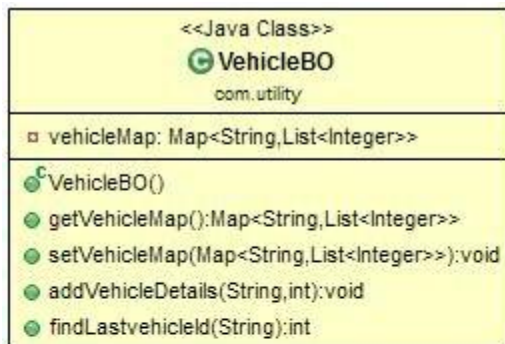 <<Java Class>>
VehicleBO
com.utility
vehicleMap: Map<String,List<Integer>>
VehicleBO()
getVehicleMap():Map<String,List<Integer>>
setVehicleMap(Map<String,List<Integer>>):void
addVehicleDetails(String,int):void
findLastvehicleId(String):int